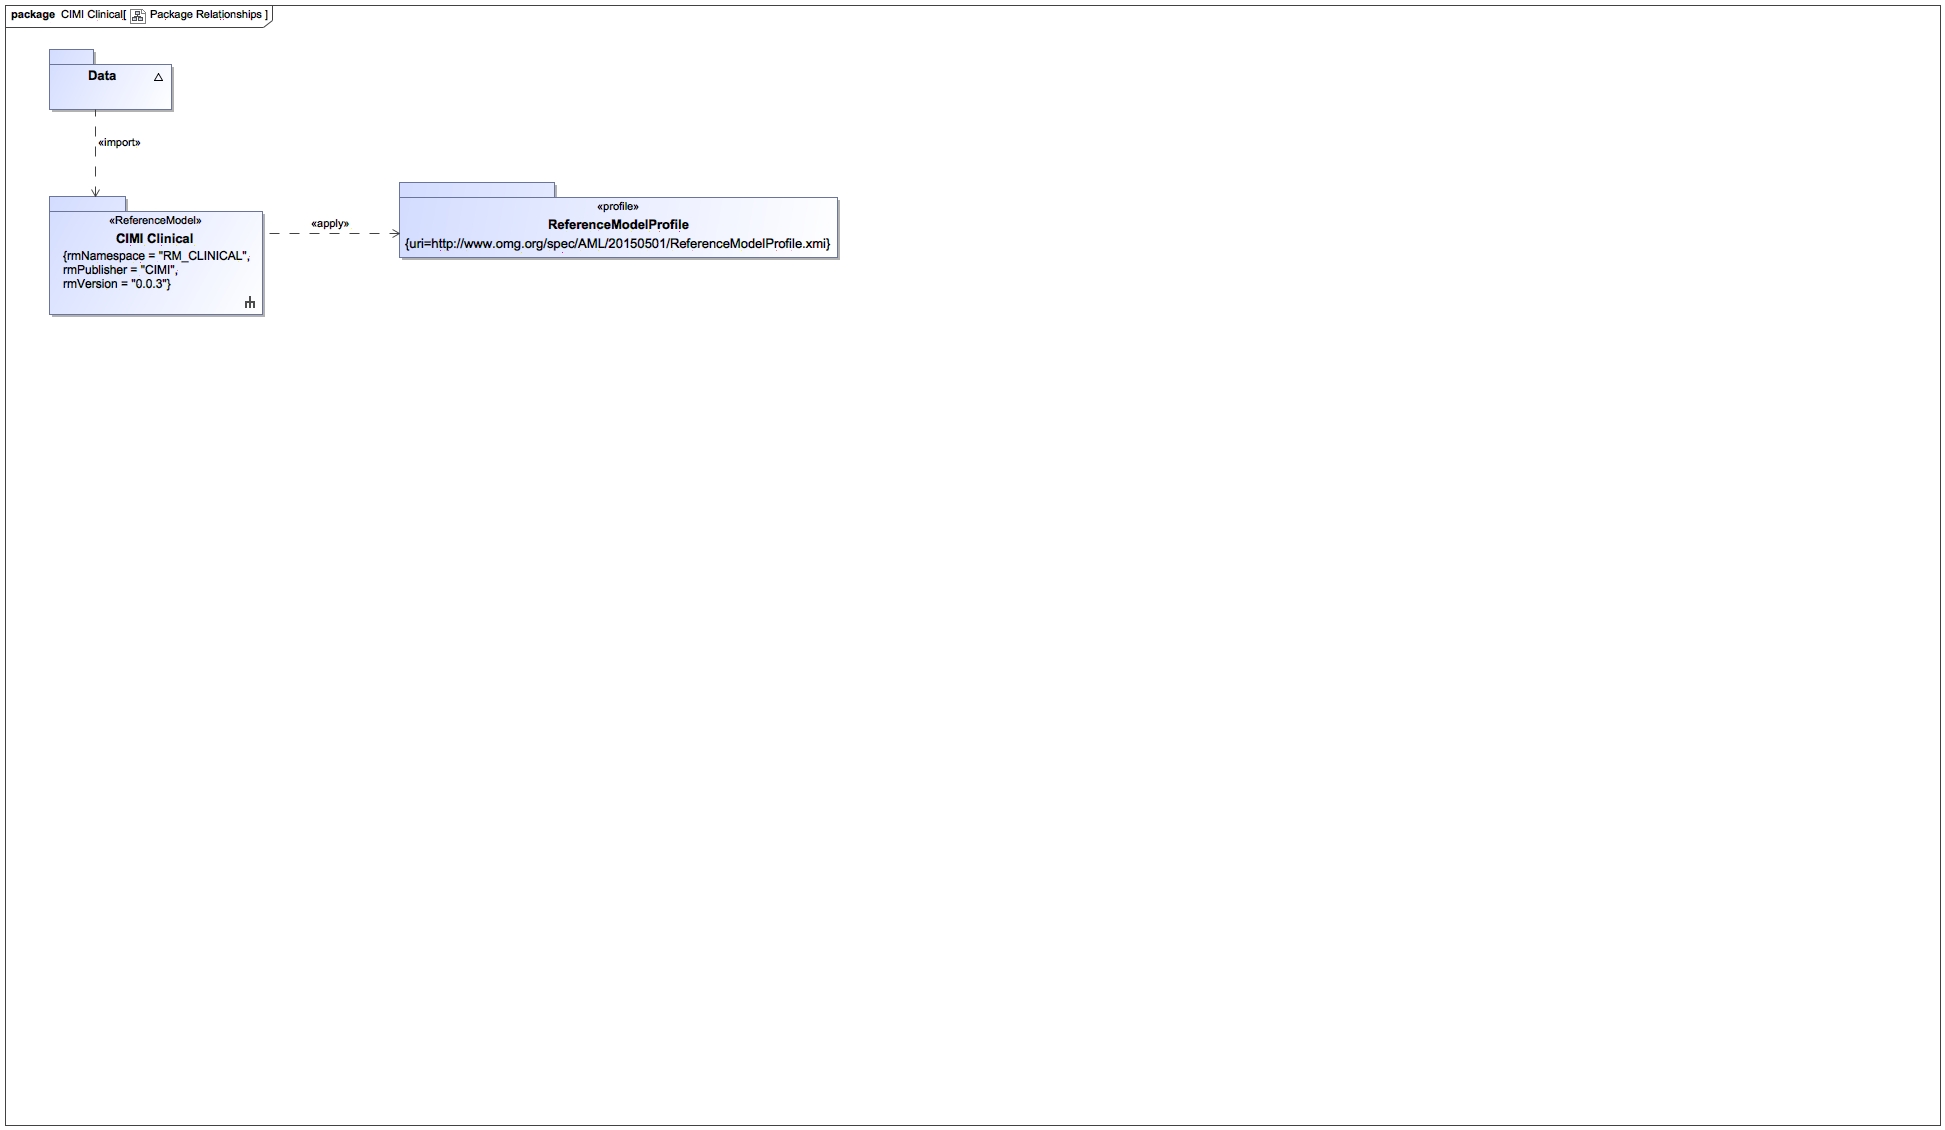 package CIMI Clinical[ Package Relationships ]
Data
«import»
«ReferenceModel»
CIMI Clinical
{rmNamespace = "RM_CLINICAL",
rmPublisher = "CIMI",
rmVersion = "0.0.3"}
«apply»
«profile»
ReferenceModelProfile
{uri=http://www.omg.org/spec/AML/20150501/ReferenceModelProfile.xmi}